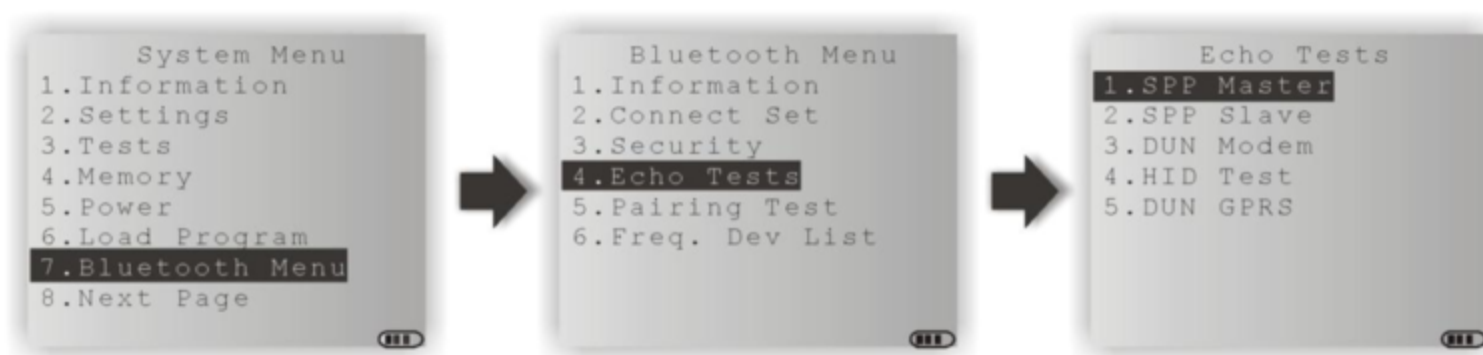 System Menu
1.Information
2.Settings
3.Tests
4.Memory
5.Power
6.Load Program
7.Bluetooth Menu
8.Next Page
Bluetooth Menu
1.Information
2.Connect Set
3.Security
4.Echo Tests
5.Pairing Test
6.Freq. Dev List
Echo Tests
1.SPP Master
2.SPP Slave
3.DUN Modem
4.HID Test
5.DUN GPRS